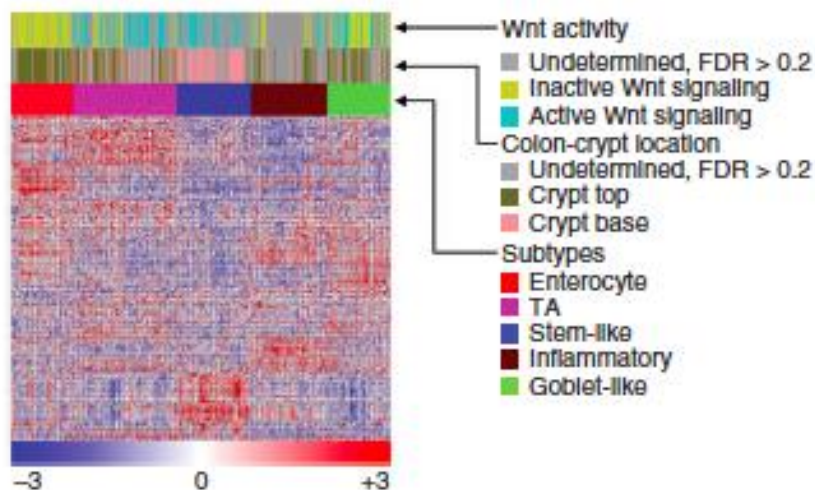 Wnt activity
Undetermined, FDR > 0.2
Inactive Wnt signaling
Active Wnt signaling
Colon-crypt location
Undetermined, FDR > 0.2
Crypt top
Crypt base
Subtypes
Enterocyte
TA
Stem-like
Inflammatory
Goblet-like
–3 0 +3